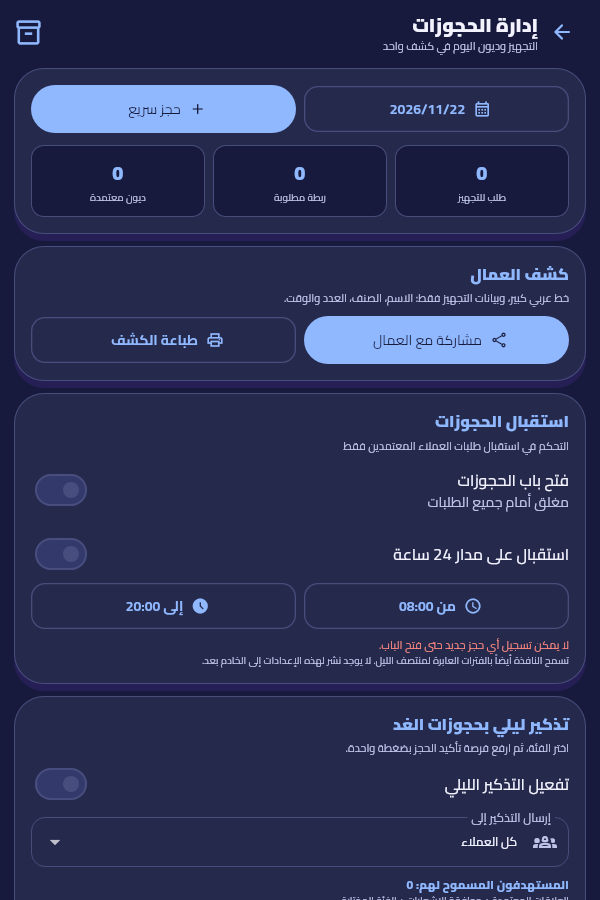 إدارة الحجوزات
التجهيز وديون اليوم في كشف واحد
2026/11/22
حجز سريع
0
طلب للتجهيز
0
ربطة مطلوبة
0
ديون معتمدة
كشف العمال
خط عربي كبير، وبيانات التجهيز فقط: الاسم، الصنف، العدد والوقت.
مشاركة مع العمال
طباعة الكشف
استقبال الحجوزات
التحكم في استقبال طلبات العملاء المعتمدين فقط
فتح باب الحجوزات
مغلق أمام جميع الطلبات
استقبال على مدار 24 ساعة
من 08:00
إلى 20:00
لا يمكن تسجيل أي حجز جديد حتى فتح الباب.
تسمح النافذة أيضاً بالفترات العابرة لمنتصف الليل. لا يوجد نشر لهذه الإعدادات إلى الخادم بعد.
تذكير ليلي بحجوزات الغد
اختر الفئة، ثم ارفع فرصة تأكيد الحجز بضغطة واحدة.
تفعيل التذكير الليلي
إرسال التذكير إلى
كل العملاء
المستهدفون المسموح لهم: 0